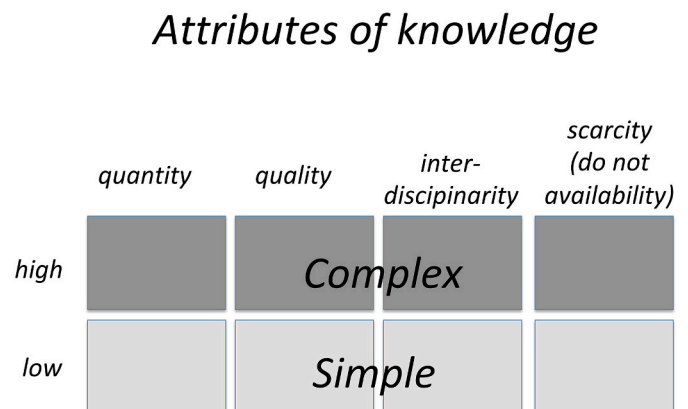 Attributes of knowledge
scarcity
(do not
availability)
quantity
quality
inter-
discipinarity
high
Complex
low
Simple